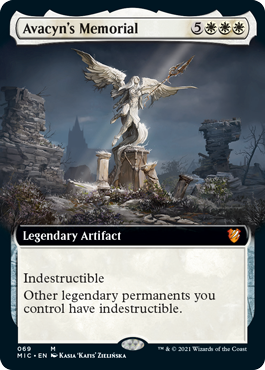 Avacyn's Memorial 5
Legendary Artifact
Indestructible
Other legendary permanents you
control have indestructible.
069 M
MIC • EN KASIA 'KAFIS' ZIELIŃSKA
™ & © 2021 Wizards of the Coast